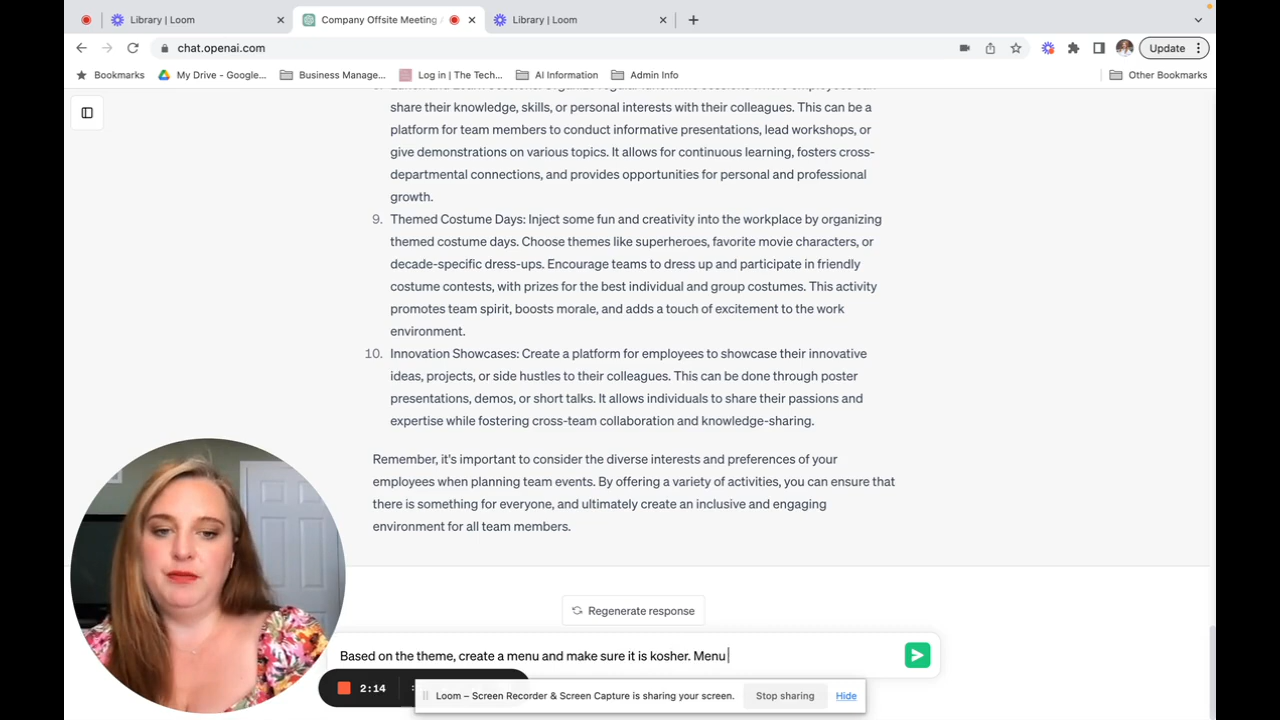 Library | Loom
Company Offsite Meeting
Library | Loom
chat.openai.com
Update
Bookmarks
My Drive - Google...
Business Manage...
Log in | The Tech...
AI Information
Admin Info
Other Bookmarks
share their knowledge, skills, or personal interests with their colleagues. This can be a
platform for team members to conduct informative presentations, lead workshops, or
give demonstrations on various topics. It allows for continuous learning, fosters cross-
departmental connections, and provides opportunities for personal and professional
growth.
9. Themed Costume Days: Inject some fun and creativity into the workplace by organizing
themed costume days. Choose themes like superheroes, favorite movie characters, or
decade-specific dress-ups. Encourage teams to dress up and participate in friendly
costume contests, with prizes for the best individual and group costumes. This activity
promotes team spirit, boosts morale, and adds a touch of excitement to the work
environment.
10. Innovation Showcases: Create a platform for employees to showcase their innovative
ideas, projects, or side hustles to their colleagues. This can be done through poster
presentations, demos, or short talks. It allows individuals to share their passions and
expertise while fostering cross-team collaboration and knowledge-sharing.
Remember, it's important to consider the diverse interests and preferences of your
employees when planning team events. By offering a variety of activities, you can ensure that
there is something for everyone, and ultimately create an inclusive and engaging
environment for all team members.
Regenerate response
Based on the theme, create a menu and make sure it is kosher. Menu
2:14
Loom – Screen Recorder & Screen Capture is sharing your screen.
Stop sharing
Hide